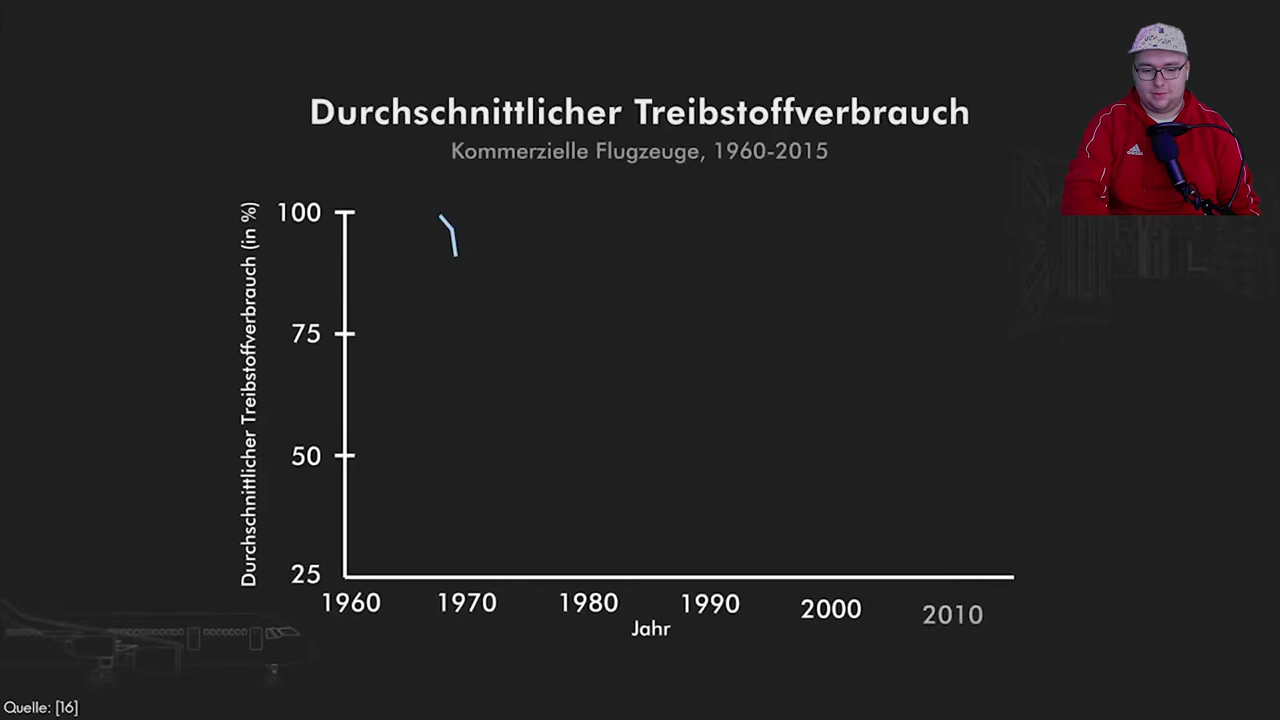 Durchschnittlicher Treibstoffverbrauch
Kommerzielle Flugzeuge, 1960-2015
Durchschnittlicher Treibstoffverbrauch (in %)
100
75
50
25
1960 1970 1980 1990 2000 2010
Jahr
adidas
Quelle: [16]